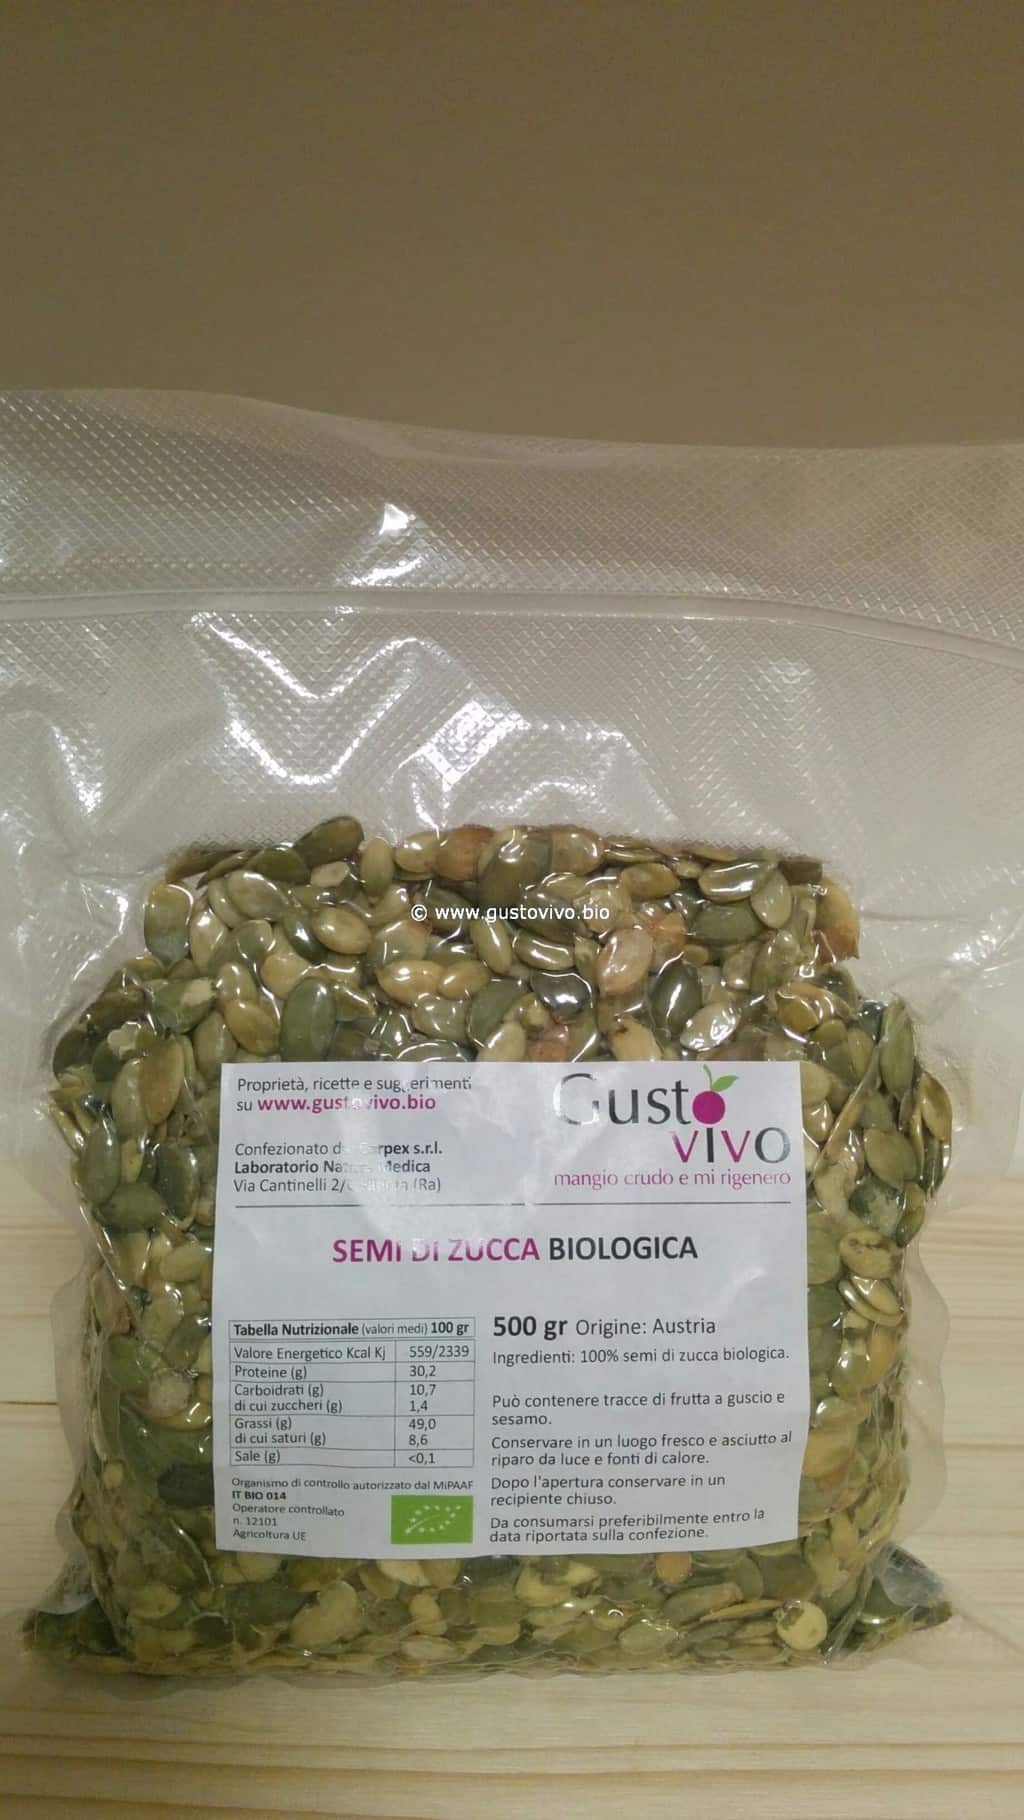 © www.gustovivo.bio
Proprietà, ricette e suggerimenti
su www.gustovivo.bio
Confezionato da Carpex s.r.l.
Laboratorio Medica
Via Cantinelli 2/ (Ra)
Gusto
vivo
mangio crudo e mi rigenero
SEMI DI ZUCCA BIOLOGICA
Tabella Nutrizionale (valori medi) 100 gr
Valore Energetico Kcal Kj 559/2339
Proteine (g) 30,2
Carboidrati (g) 10,7
di cui zuccheri (g) 1,4
Grassi (g) 49,0
di cui saturi (g) 8,6
Sale (g) <0,1
Organismo di controllo autorizzato dal MiPAAF
IT BIO 014
Operatore controllato
n. 12101
Agricoltura UE
500 gr Origine: Austria
Ingredienti: 100% semi di zucca biologica.
Può contenere tracce di frutta a guscio e
sesamo.
Conservare in un luogo fresco e asciutto al
riparo da luce e fonti di calore.
Dopo l'apertura conservare in un
recipiente chiuso.
Da consumarsi preferibilmente entro la
data riportata sulla confezione.